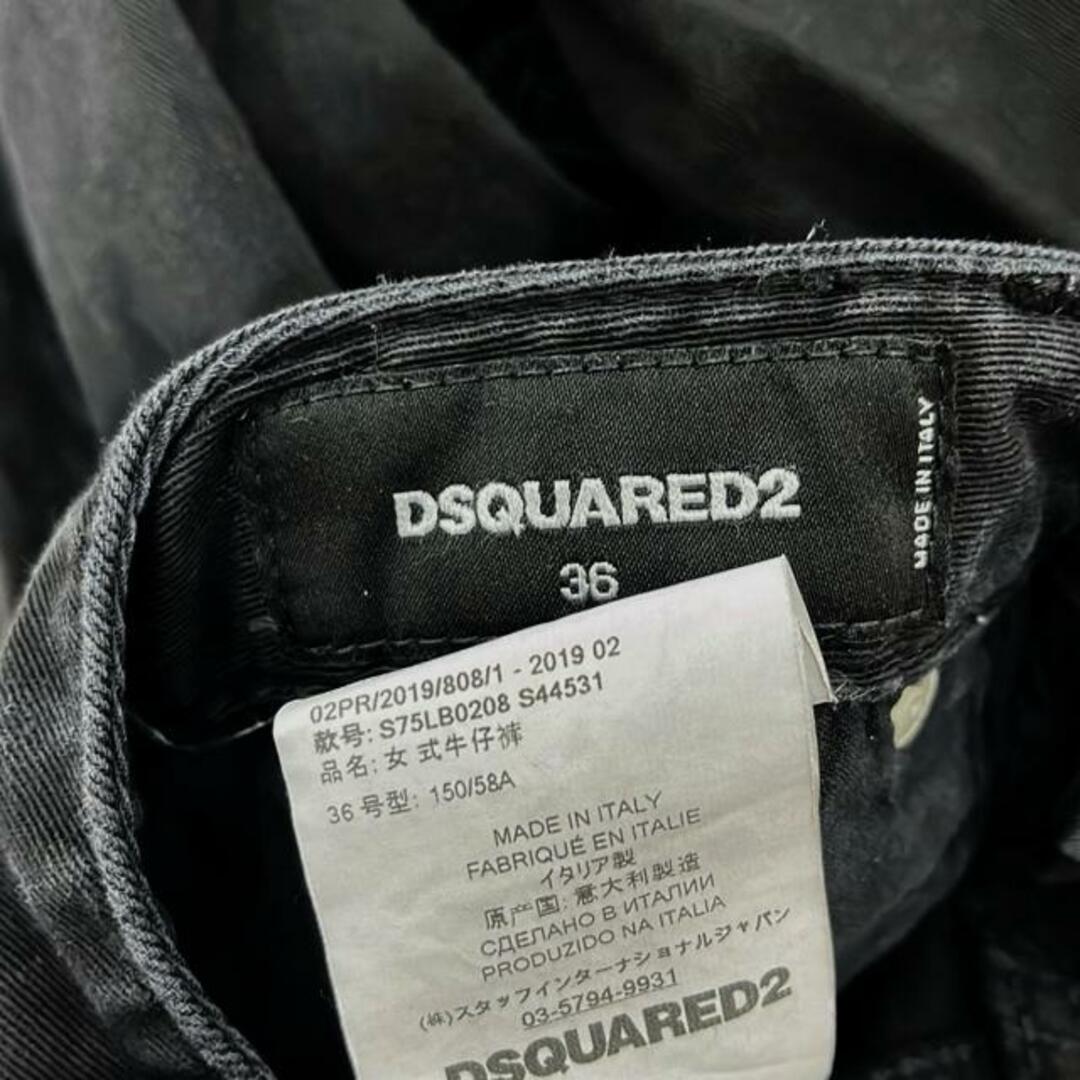 DSQUARED2
36
MADE IN ITALY
02PR/2019/808/1 - 2019 02
款号: S75LB0208 S44531
品名: 女式牛仔裤
36 号型: 150/58A
MADE IN ITALY
FABRIQUÉ EN ITALIE
イタリア製
原产国: 意大利製造
СДЕЛАНО В ИТАЛИИ
PRODUZIDO NA ITALIA
(株)スタッフインターナショナルジャパン
03-5794-9931
DSQUARED2